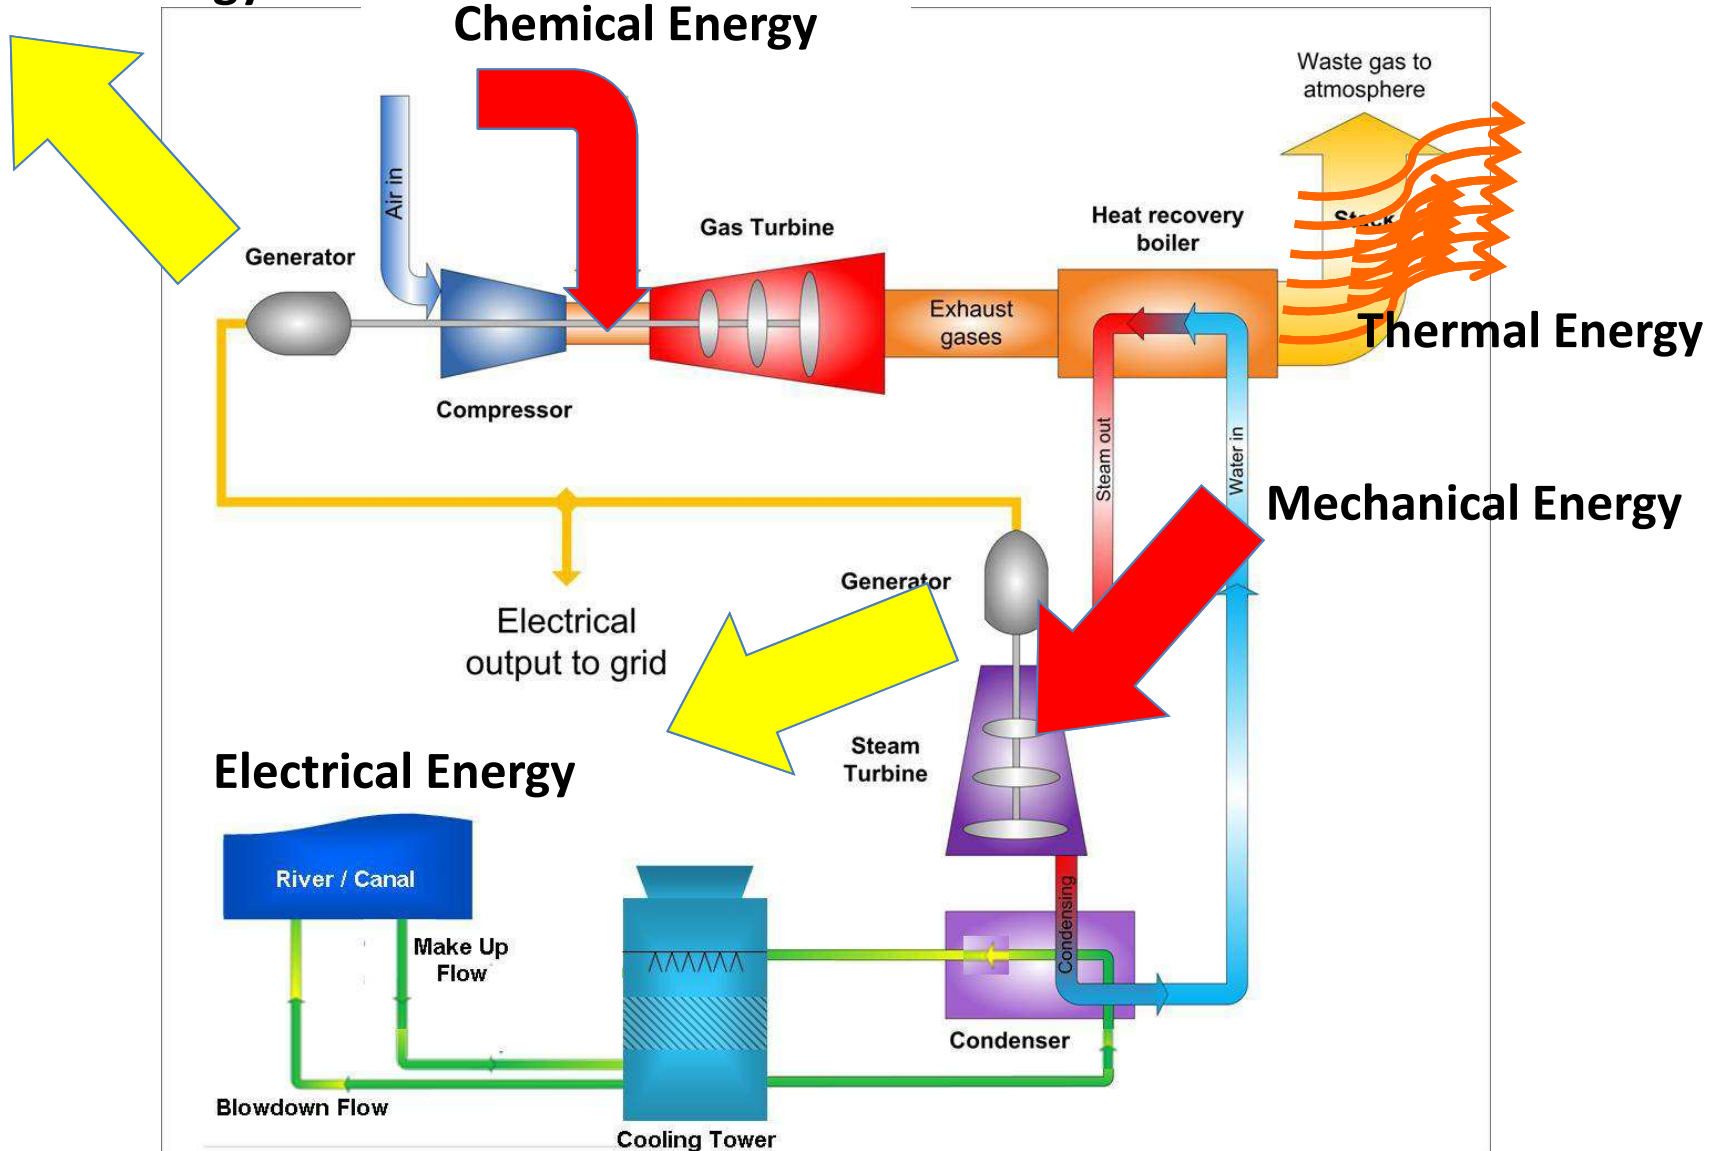 gy
Chemical Energy
Waste gas to
atmosphere
Air in
Gas Turbine
Heat recovery
boiler
Stack
Generator
Exhaust
gases
Thermal Energy
Compressor
Steam out
Water in
Mechanical Energy
Generator
Electrical
output to grid
Steam
Turbine
Electrical Energy
River / Canal
Condensing
Make Up
Flow
Condenser
Blowdown Flow
Cooling Tower